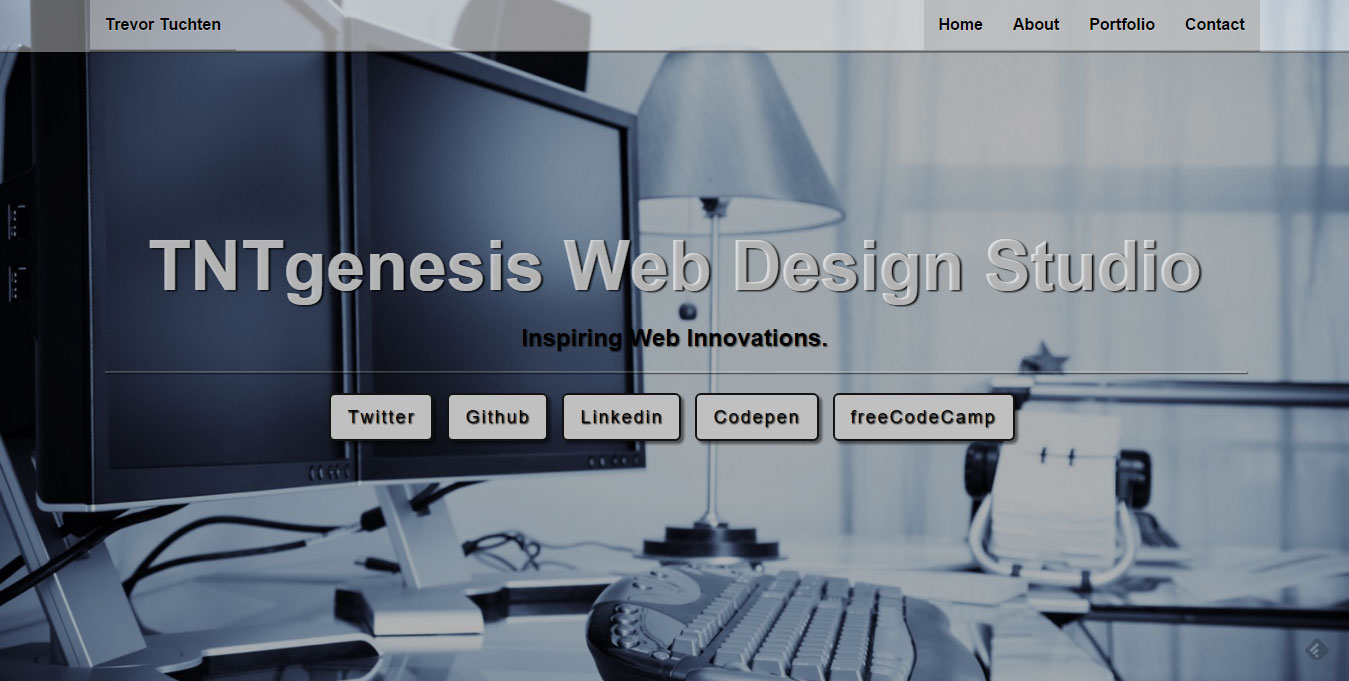 Trevor Tuchten
Home About Portfolio Contact
TNTgenesis Web Design Studio
Inspiring Web Innovations.
Twitter Github Linkedin Codepen freeCodeCamp